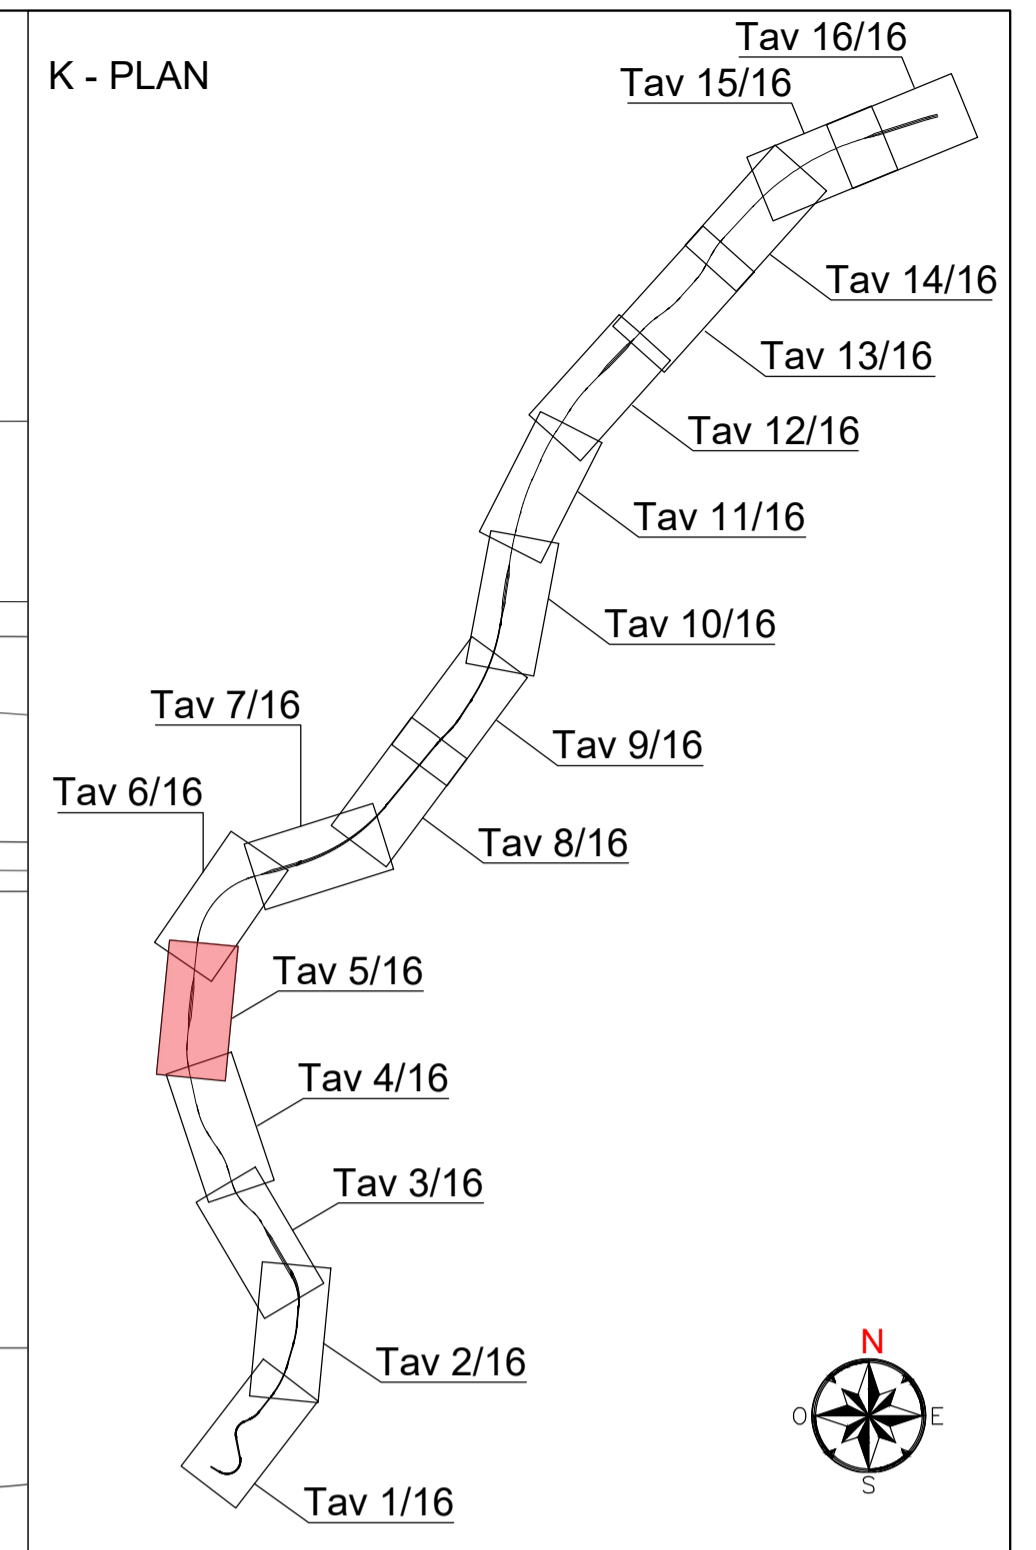 K - PLAN
Tav 16/16
Tav 15/16
Tav 14/16
Tav 13/16
Tav 12/16
Tav 11/16
Tav 10/16
Tav 7/16
Tav 9/16
Tav 6/16
Tav 8/16
Tav 5/16
Tav 4/16
Tav 3/16
Tav 2/16
Tav 1/16
N
O
E
S